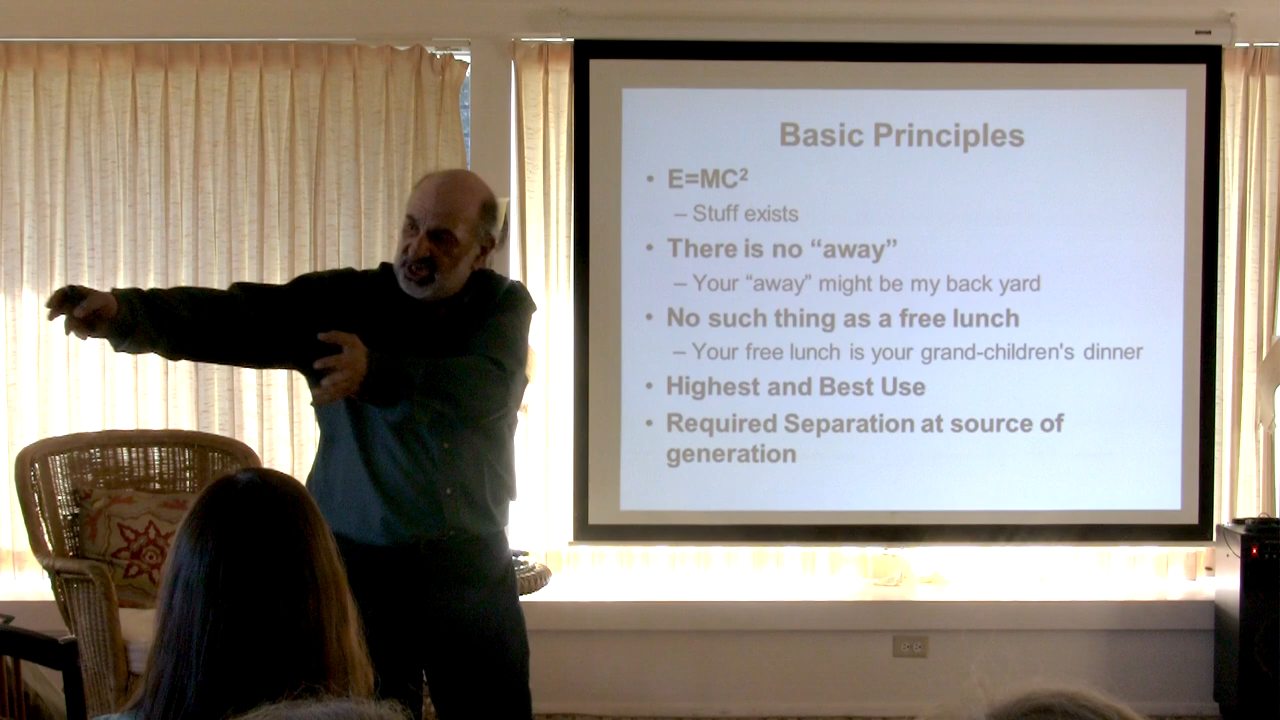 Basic Principles
• E=MC²
– Stuff exists
• There is no “away”
– Your “away” might be my back yard
• No such thing as a free lunch
– Your free lunch is your grand-children's dinner
• Highest and Best Use
• Required Separation at source of
generation